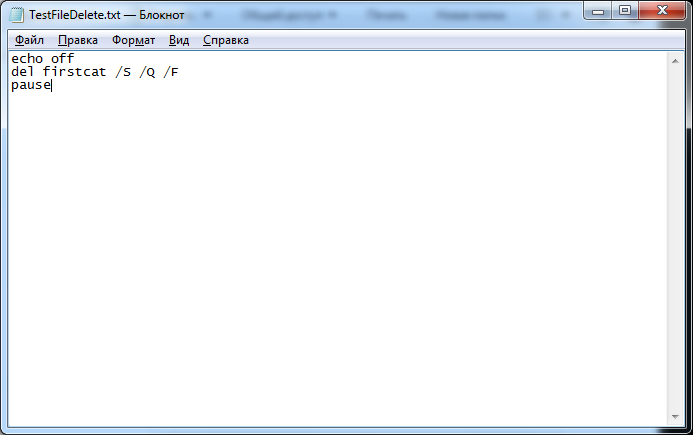 TestFileDelete.txt — Блокнот
Файл Правка Формат Вид Справка
echo off
del firstcat /S /Q /F
pause